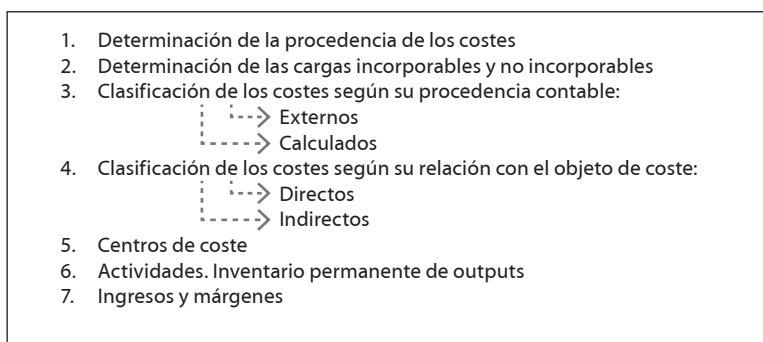 1. Determinación de la procedencia de los costes
2. Determinación de las cargas incorporables y no incorporables
3. Clasificación de los costes según su procedencia contable:
Externos
Calculados
4. Clasificación de los costes según su relación con el objeto de coste:
Directos
Indirectos
5. Centros de coste
6. Actividades. Inventario permanente de outputs
7. Ingresos y márgenes